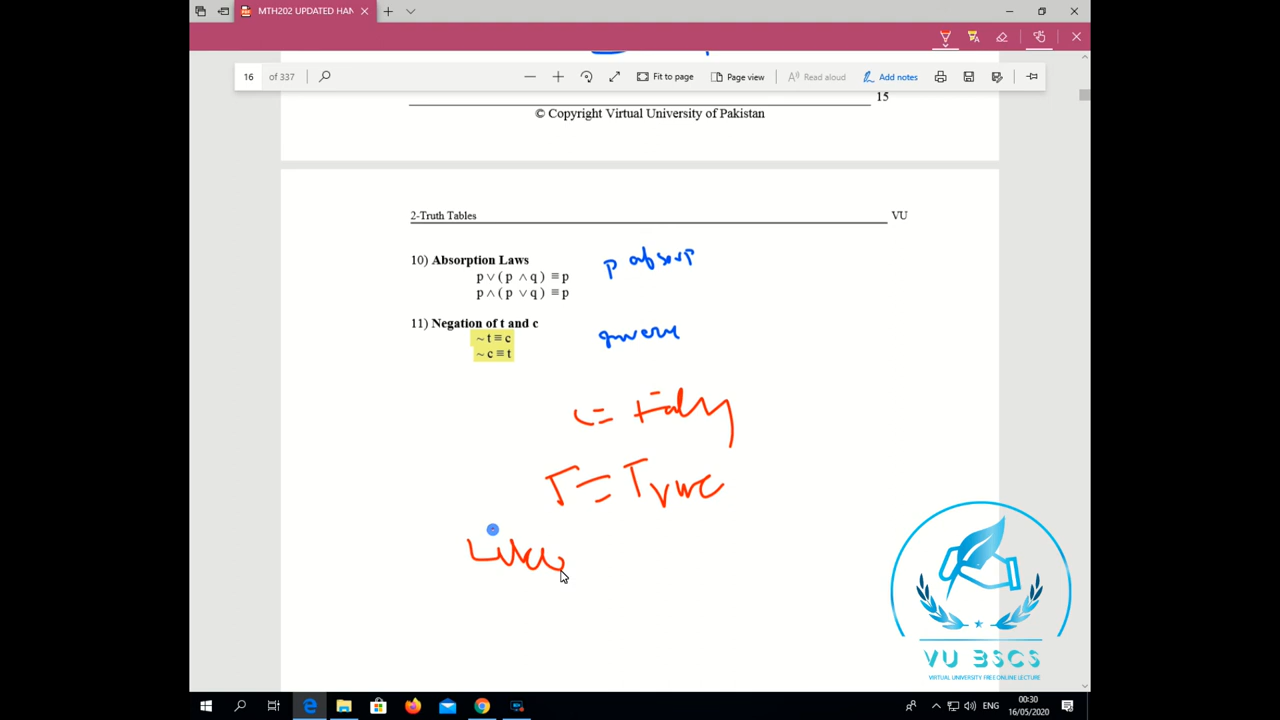 MTH202 UPDATED HAN
16 of 337
Fit to page
Page view
Read aloud
Add notes
15
© Copyright Virtual University of Pakistan
2-Truth Tables VU
10) Absorption Laws
p absorp
p ∨ ( p ∧ q ) ≡ p
p ∧ ( p ∨ q ) ≡ p
11) Negation of t and c
~ t ≡ c
~ c ≡ t
T = True
VU BSCS
VIRTUAL UNIVERSITY FREE ONLINE LECTURE
ENG
00:30
16/05/2020